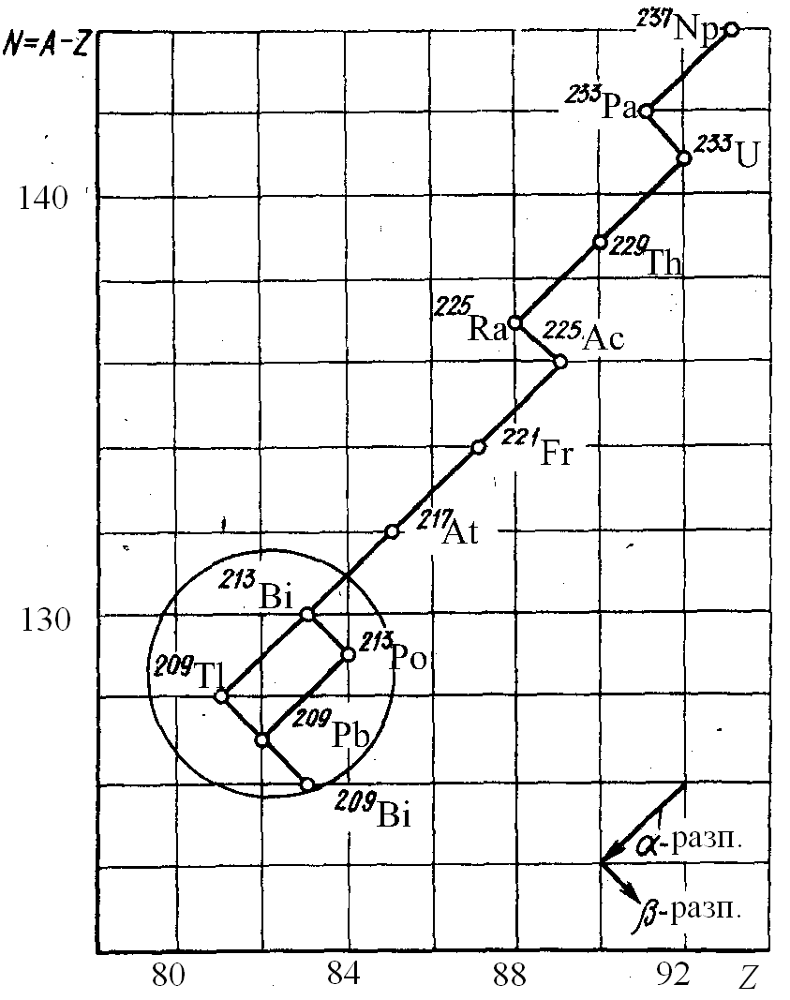 ²³⁷Np
N=A-Z
²³³Pa
²³³U
140
²²⁹Th
²²⁵Ra
²²⁵Ac
²²¹Fr
²¹⁷At
²¹³Bi
130
²¹³Po
²⁰⁹Tl
²⁰⁹Pb
²⁰⁹Bi
α-разп.
β-разп.
80 84 88 92 Z